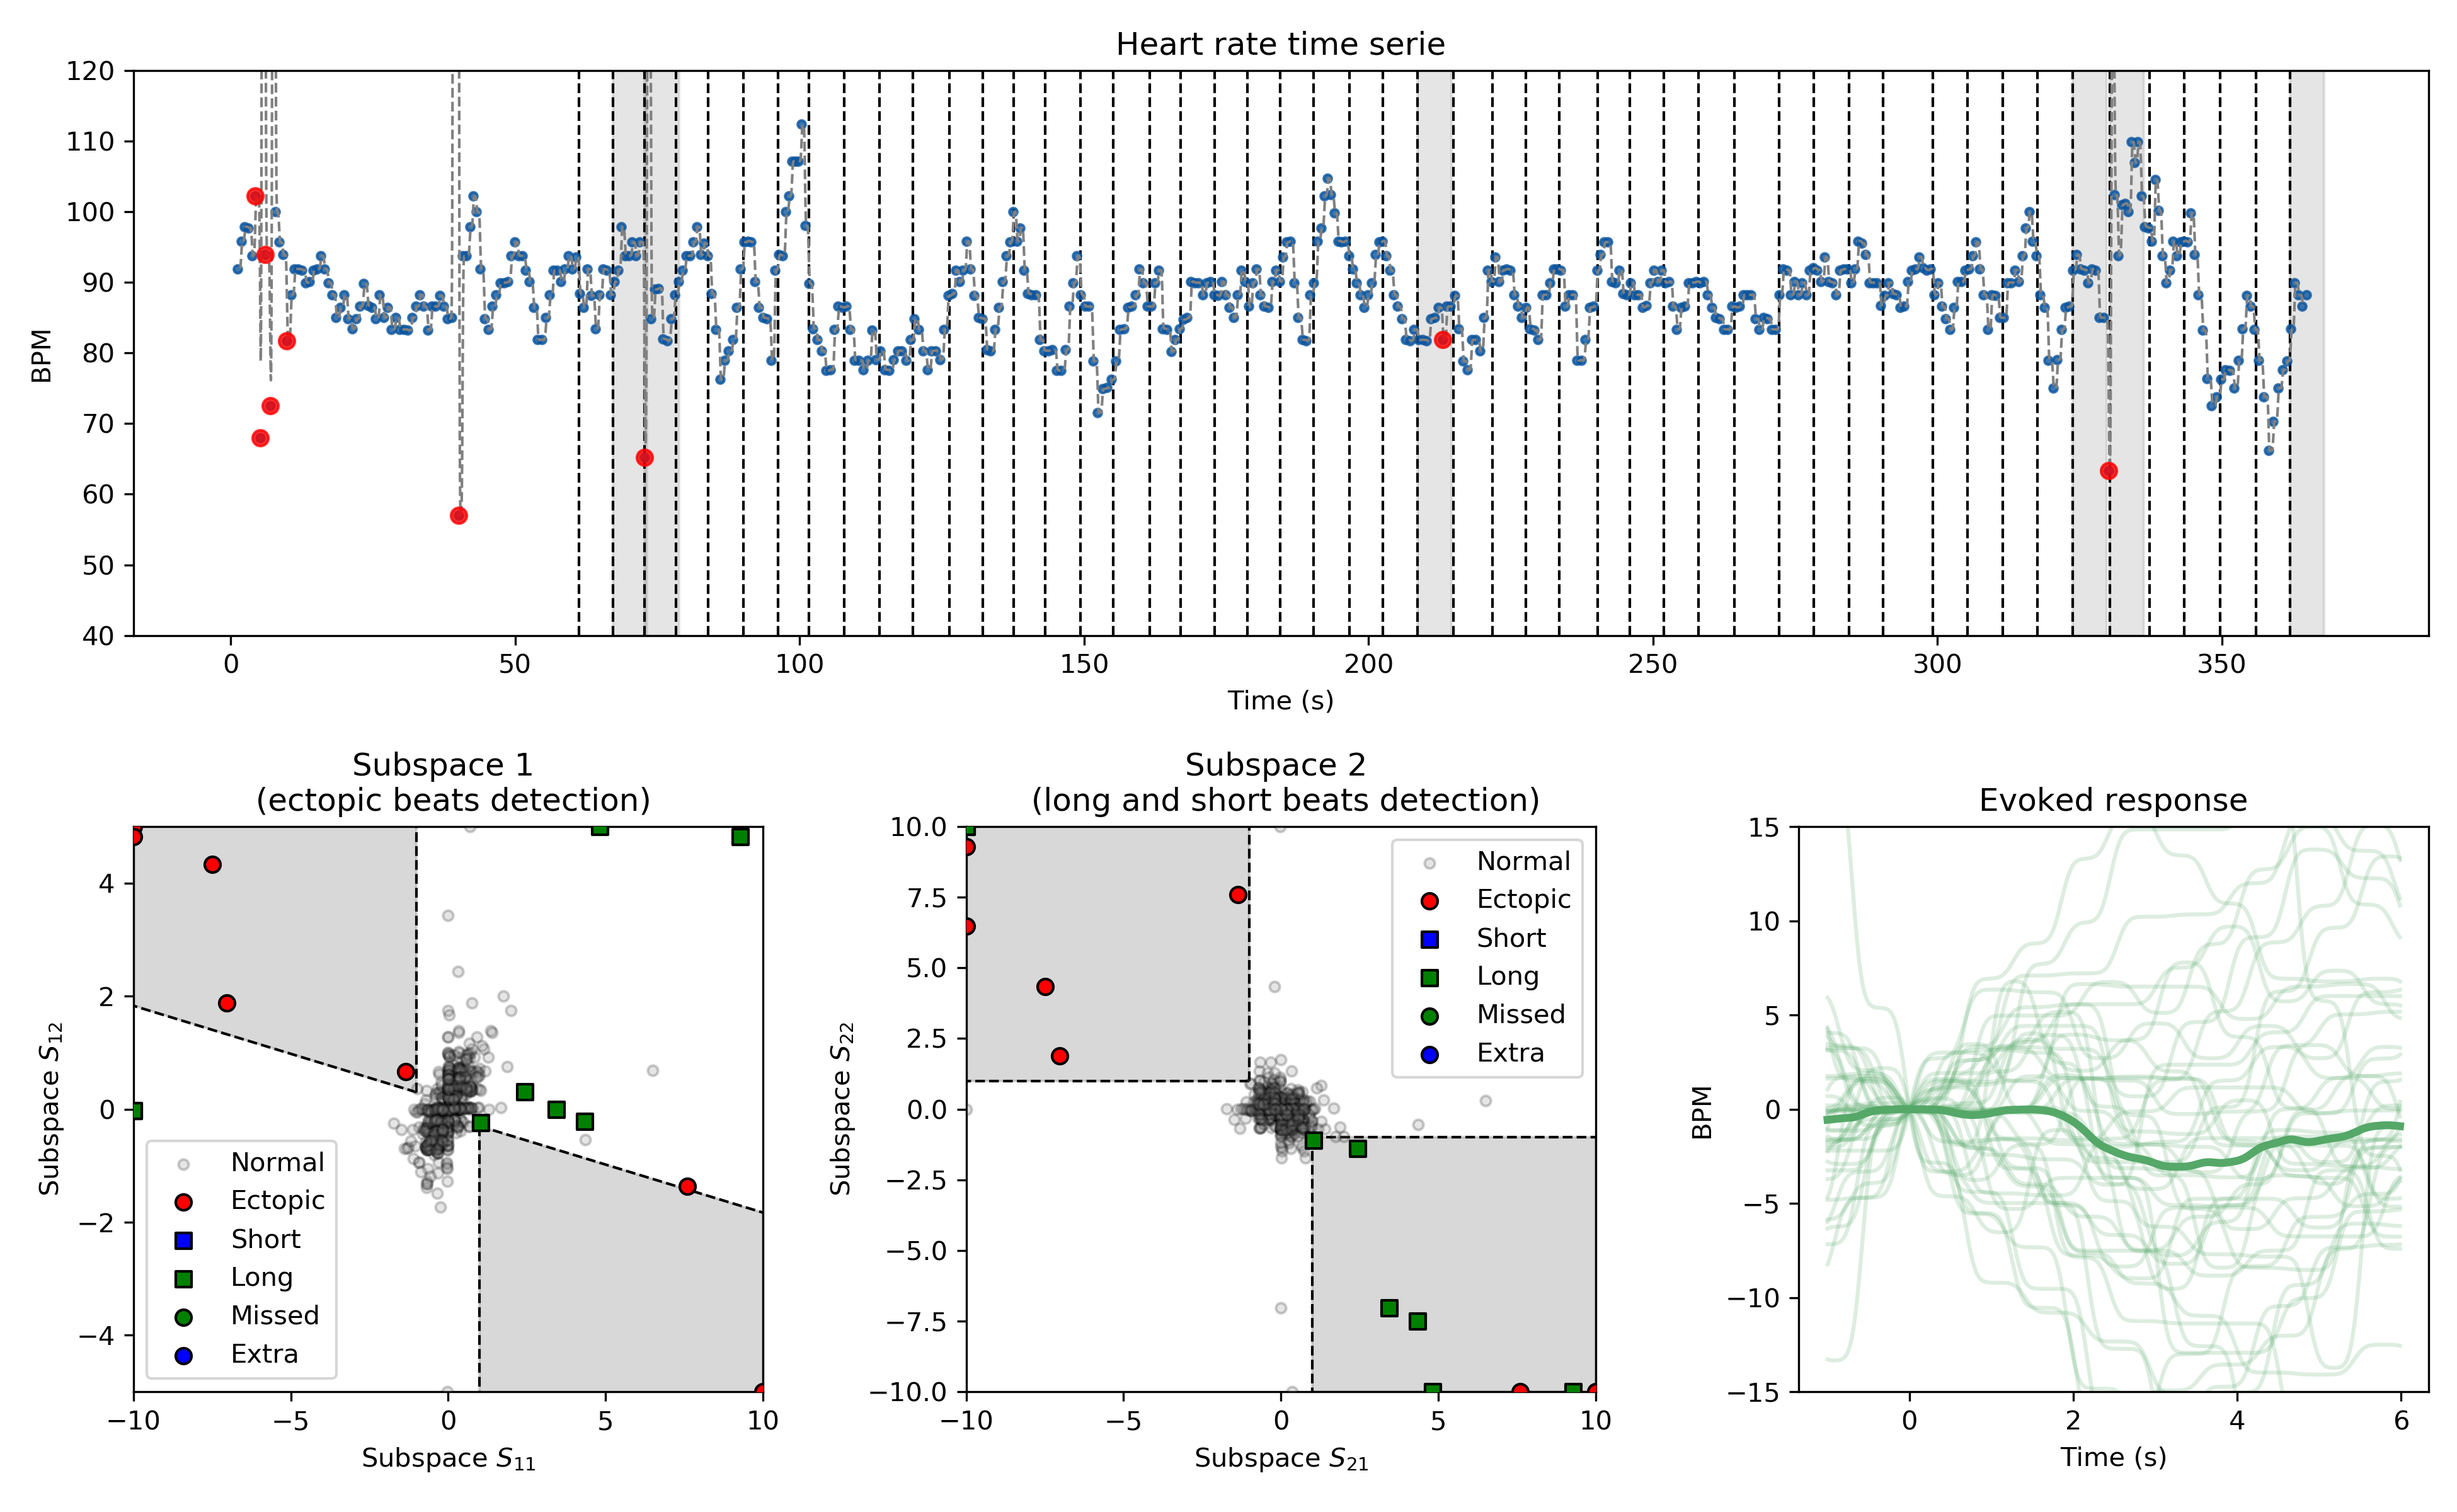 Heart rate time serie
120
110
100
90
80
70
60
50
40
BPM
0 50 100 150 200 250 300 350
Time (s)
Subspace 1
(ectopic beats detection)
4
2
0
−2
−4
Subspace S12
Normal
Ectopic
Short
Long
Missed
Extra
−10 −5 0 5 10
Subspace S11
Subspace 2
(long and short beats detection)
10.0
7.5
5.0
2.5
0.0
−2.5
−5.0
−7.5
−10.0
Subspace S22
Normal
Ectopic
Short
Long
Missed
Extra
−10 −5 0 5 10
Subspace S21
Evoked response
15
10
5
0
−5
−10
−15
BPM
0 2 4 6
Time (s)